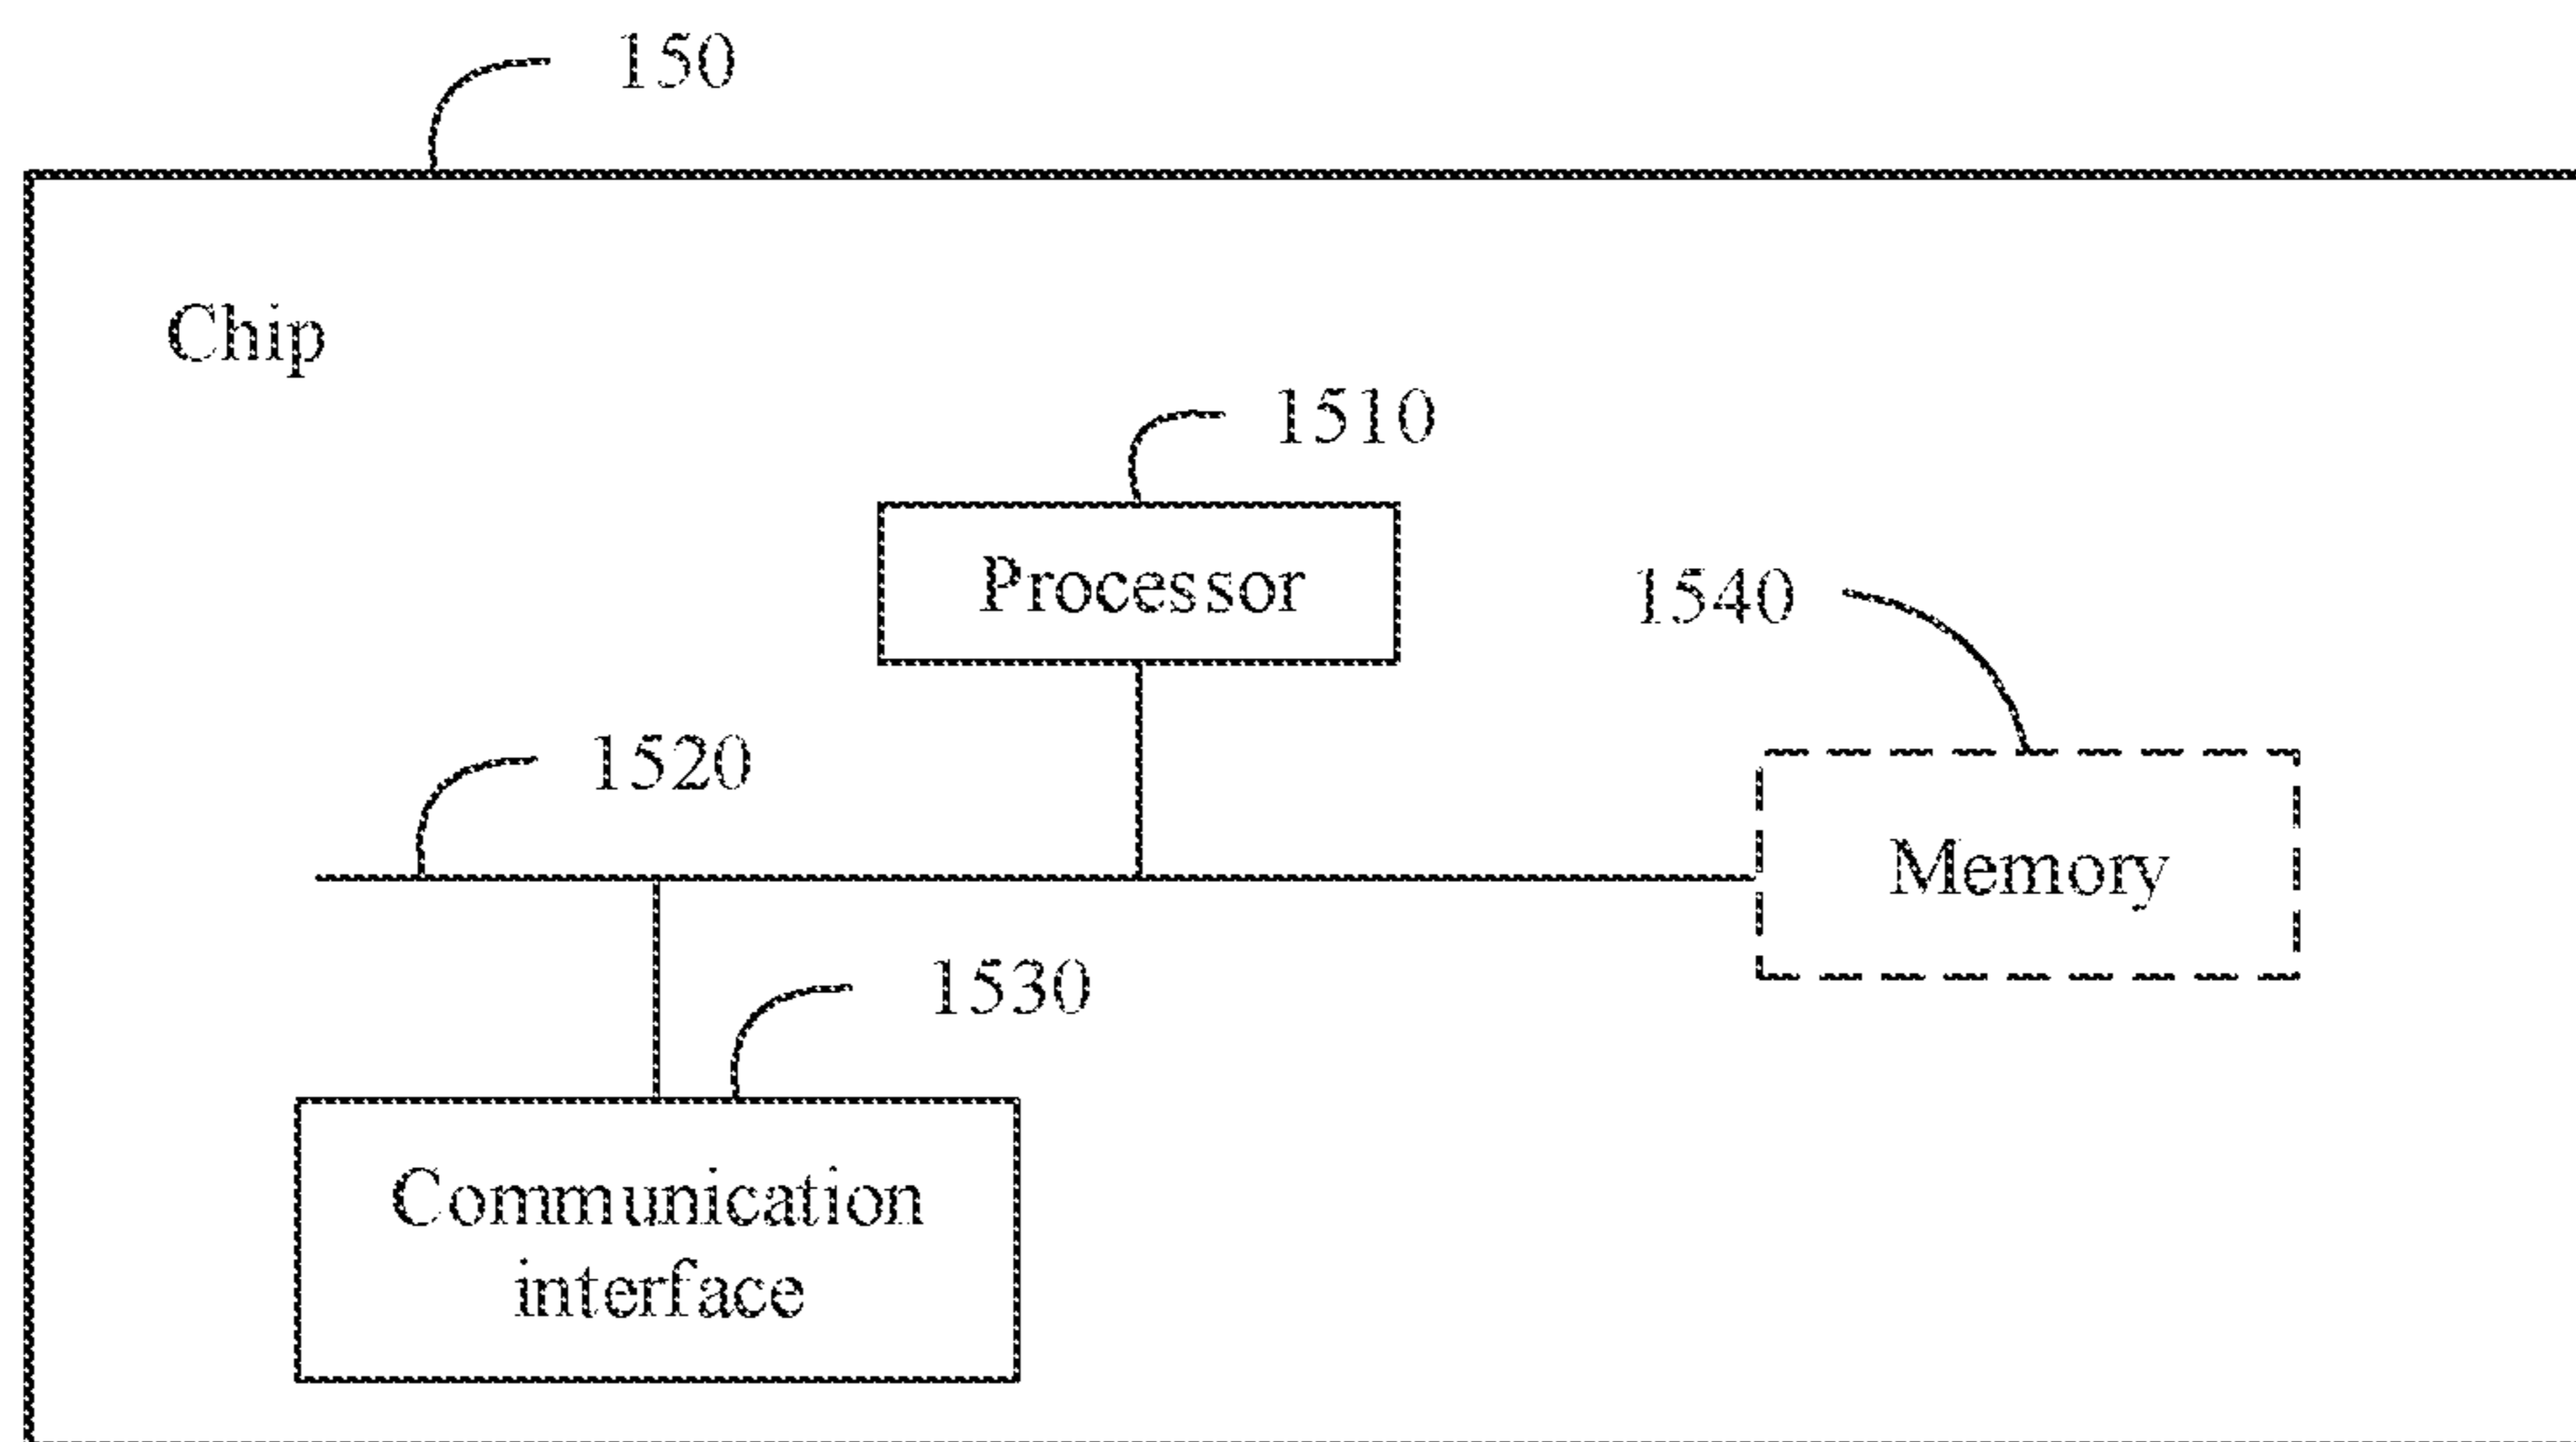 150
Chip
1510
Processor
1540
1520
Memory
1530
Communication
interface